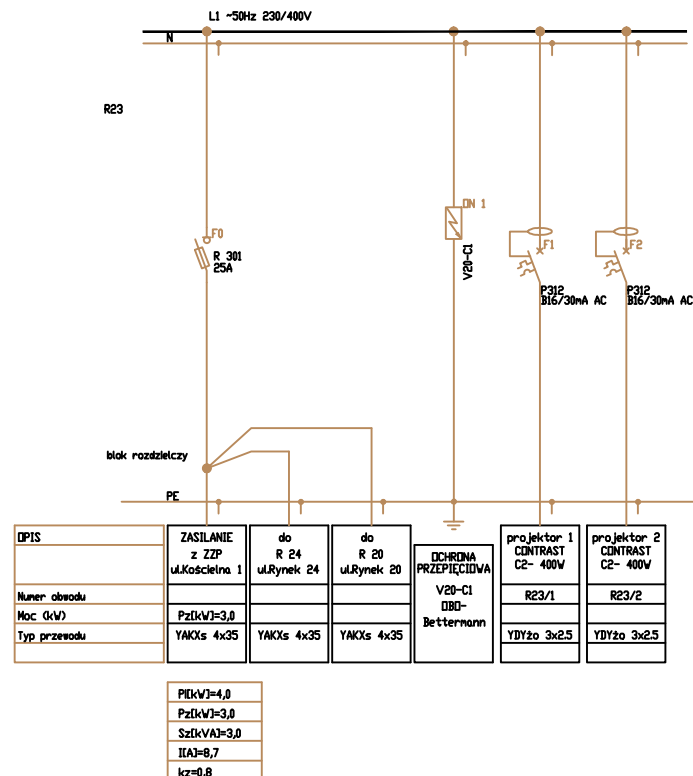 L1 ~50Hz 230/400V
N
R23
ON 1
F0
R 301
25A
V20-C1
F1
F2
P312
B16/30mA AC
P312
B16/30mA AC
blok rozdzielczy
PE
OPIS
ZASILANIE
z ZZP
ul.Kościelna 1
do
R 24
ul.Rynek 24
do
R 20
ul.Rynek 20
OCHRONA
PRZEPIĘCIOWA
V20-C1
OBO-
Bettermann
projektor 1
CONTRAST
C2- 400W
projektor 2
CONTRAST
C2- 400W
Numer obwodu
R23/1
R23/2
Moc (kW)
Pz[kW]=3,0
Typ przewodu
YAKXs 4x35
YAKXs 4x35
YAKXs 4x35
YDYżo 3x2.5
YDYżo 3x2.5
Pi[kW]=4,0
Pz[kW]=3,0
Sz[kVA]=3,0
I[A]=8,7
kz=0.8